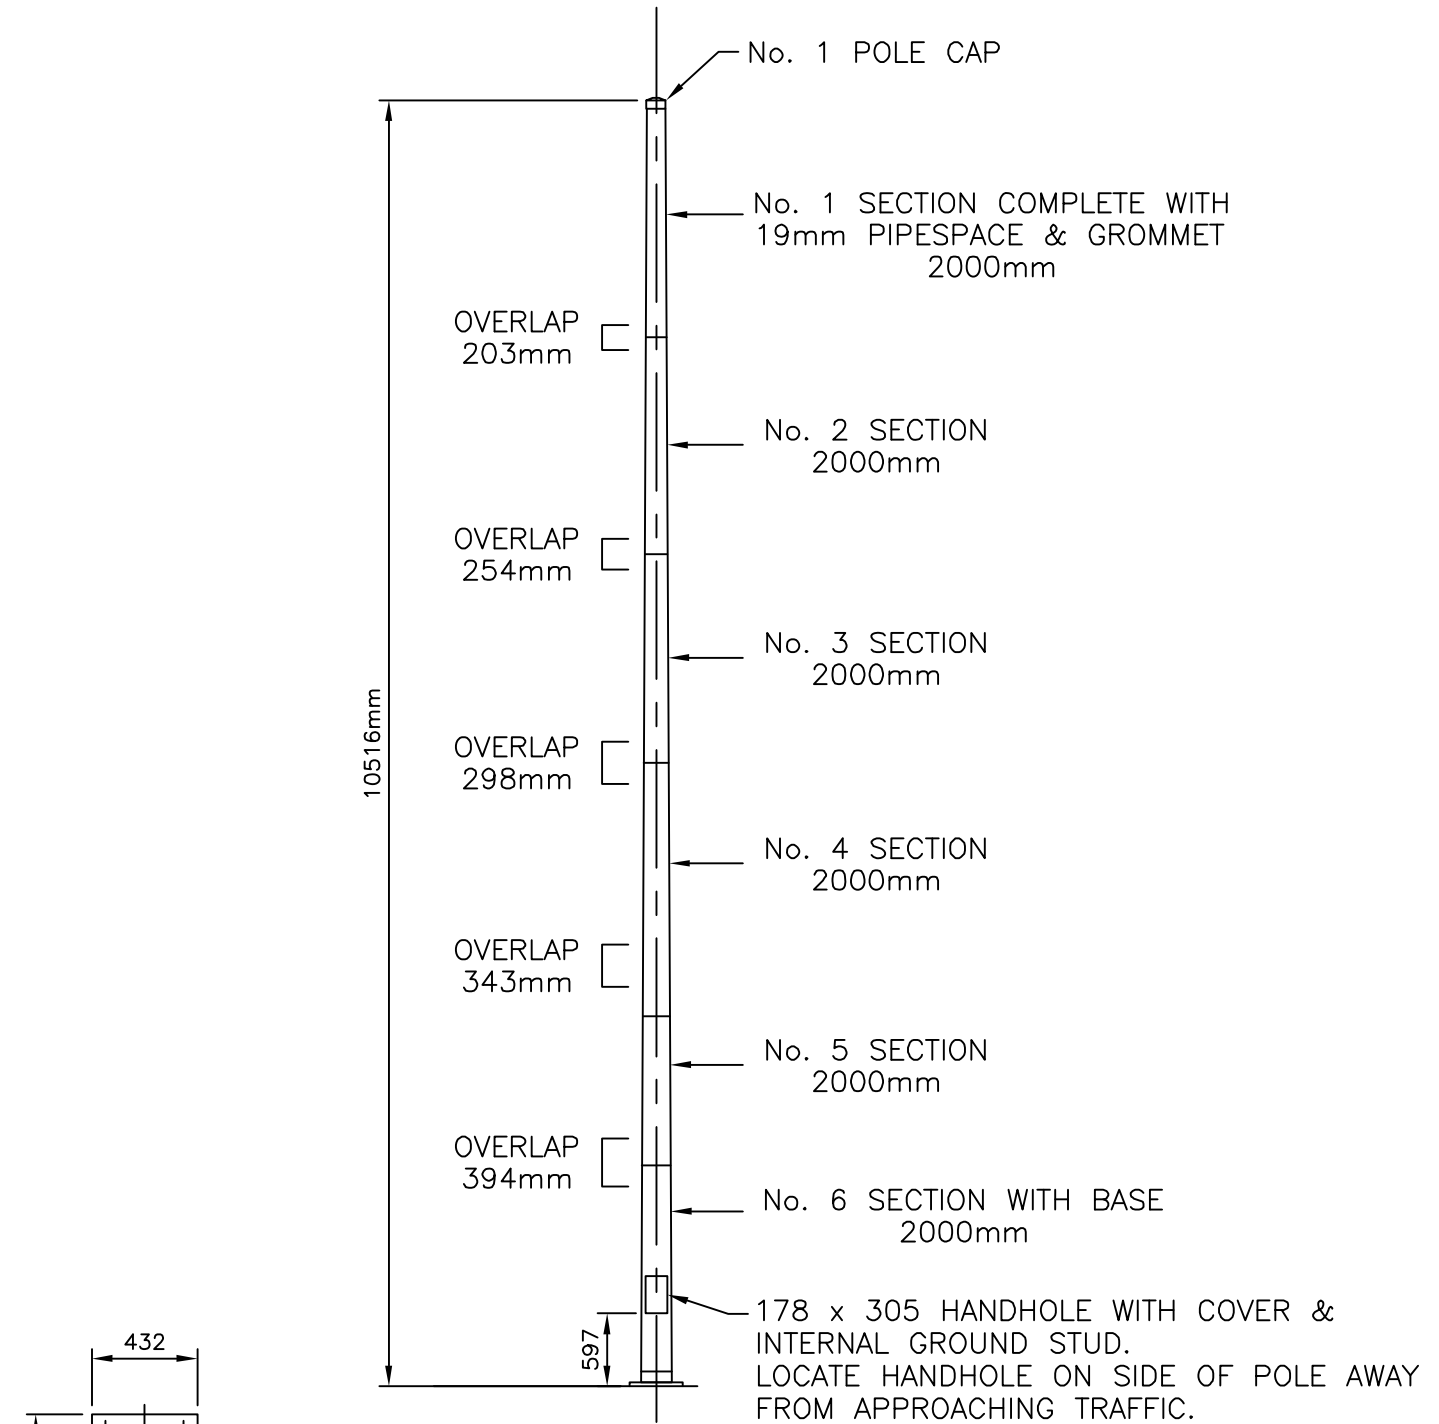 No. 1 POLE CAP
No. 1 SECTION COMPLETE WITH
19mm PIPESPACE & GROMMET
2000mm
OVERLAP
203mm
No. 2 SECTION
2000mm
OVERLAP
254mm
No. 3 SECTION
2000mm
10516mm
OVERLAP
298mm
No. 4 SECTION
2000mm
OVERLAP
343mm
No. 5 SECTION
2000mm
OVERLAP
394mm
No. 6 SECTION WITH BASE
2000mm
597
178 x 305 HANDHOLE WITH COVER &
INTERNAL GROUND STUD.
LOCATE HANDHOLE ON SIDE OF POLE AWAY
FROM APPROACHING TRAFFIC.
432